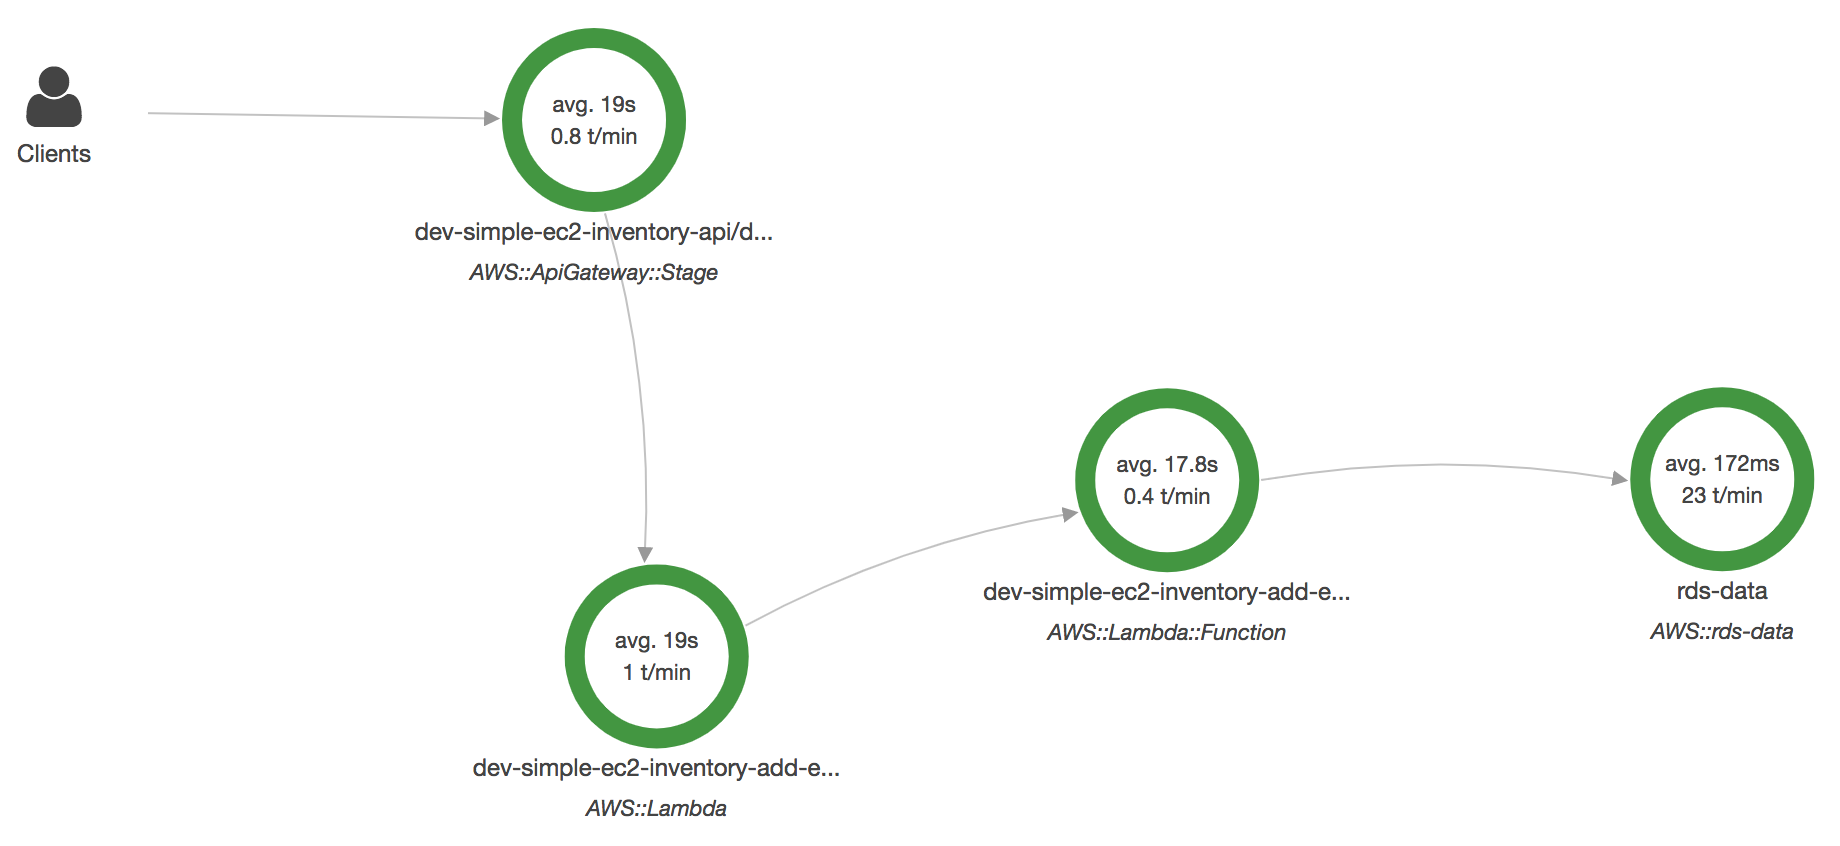 Clients
avg. 19s
0.8 t/min
dev-simple-ec2-inventory-api/d...
AWS::ApiGateway::Stage
avg. 19s
1 t/min
dev-simple-ec2-inventory-add-e...
AWS::Lambda
avg. 17.8s
0.4 t/min
dev-simple-ec2-inventory-add-e...
AWS::Lambda::Function
avg. 172ms
23 t/min
rds-data
AWS::rds-data